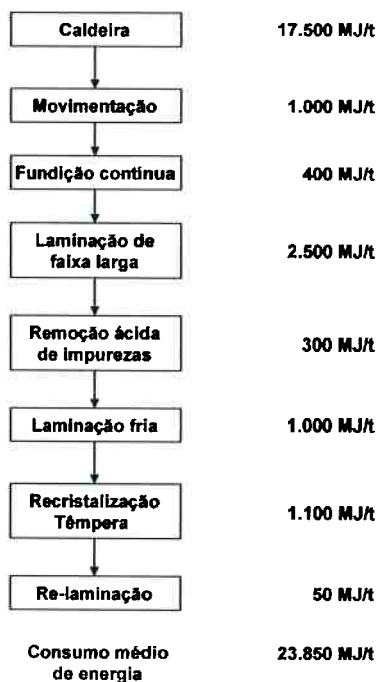 Caldeira 17.500 MJ/t
Movimentação 1.000 MJ/t
Fundição contínua 400 MJ/t
Laminação de
faixa larga 2.500 MJ/t
Remoção ácida
de impurezas 300 MJ/t
Laminação fria 1.000 MJ/t
Recristalização
Têmpera 1.100 MJ/t
Re-laminação 50 MJ/t
Consumo médio 23.850 MJ/t
de energia